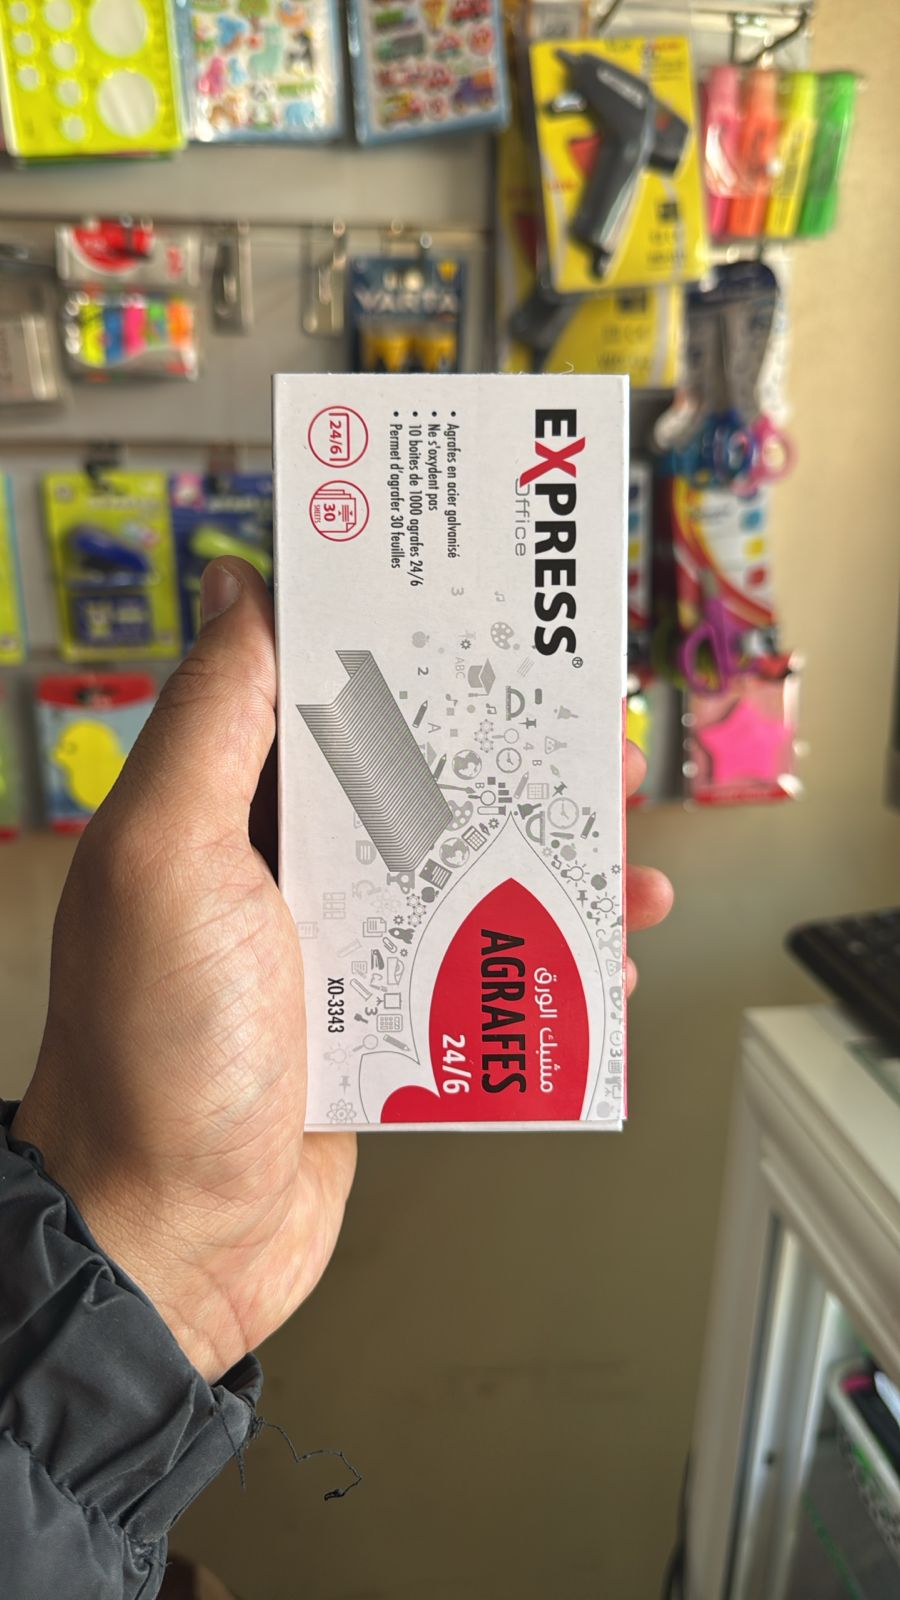 EXPRESS®
Office
• Agrafes en acier galvanisé
• Ne s'oxydent pas
• 10 boites de 1000 agrafes 24/6
• Permet d'agrafer 30 feuilles
24/6
30
SHEETS
مشبك الورق
AGRAFES
24/6
XO-3343
VARTA